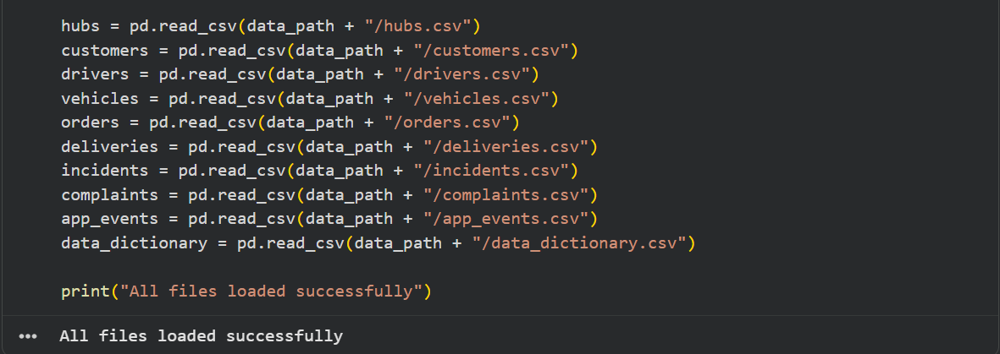 hubs = pd.read_csv(data_path + "/hubs.csv")
customers = pd.read_csv(data_path + "/customers.csv")
drivers = pd.read_csv(data_path + "/drivers.csv")
vehicles = pd.read_csv(data_path + "/vehicles.csv")
orders = pd.read_csv(data_path + "/orders.csv")
deliveries = pd.read_csv(data_path + "/deliveries.csv")
incidents = pd.read_csv(data_path + "/incidents.csv")
complaints = pd.read_csv(data_path + "/complaints.csv")
app_events = pd.read_csv(data_path + "/app_events.csv")
data_dictionary = pd.read_csv(data_path + "/data_dictionary.csv")
print("All files loaded successfully")
All files loaded successfully